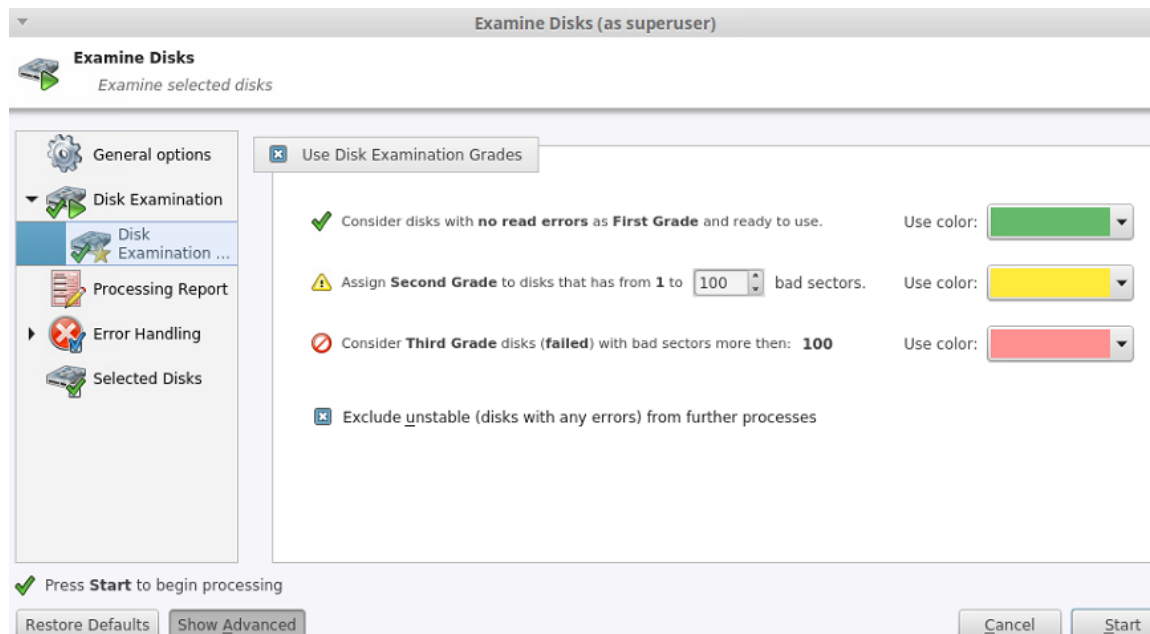 Examine Disks (as superuser)
Examine Disks
Examine selected disks
General options
Disk Examination
Disk
Examination ...
Processing Report
Error Handling
Selected Disks
Use Disk Examination Grades
Consider disks with no read errors as First Grade and ready to use. Use color:
Assign Second Grade to disks that has from 1 to 100 bad sectors. Use color:
Consider Third Grade disks (failed) with bad sectors more then: 100 Use color:
Exclude unstable (disks with any errors) from further processes
Press Start to begin processing
Restore Defaults Show Advanced Cancel Start